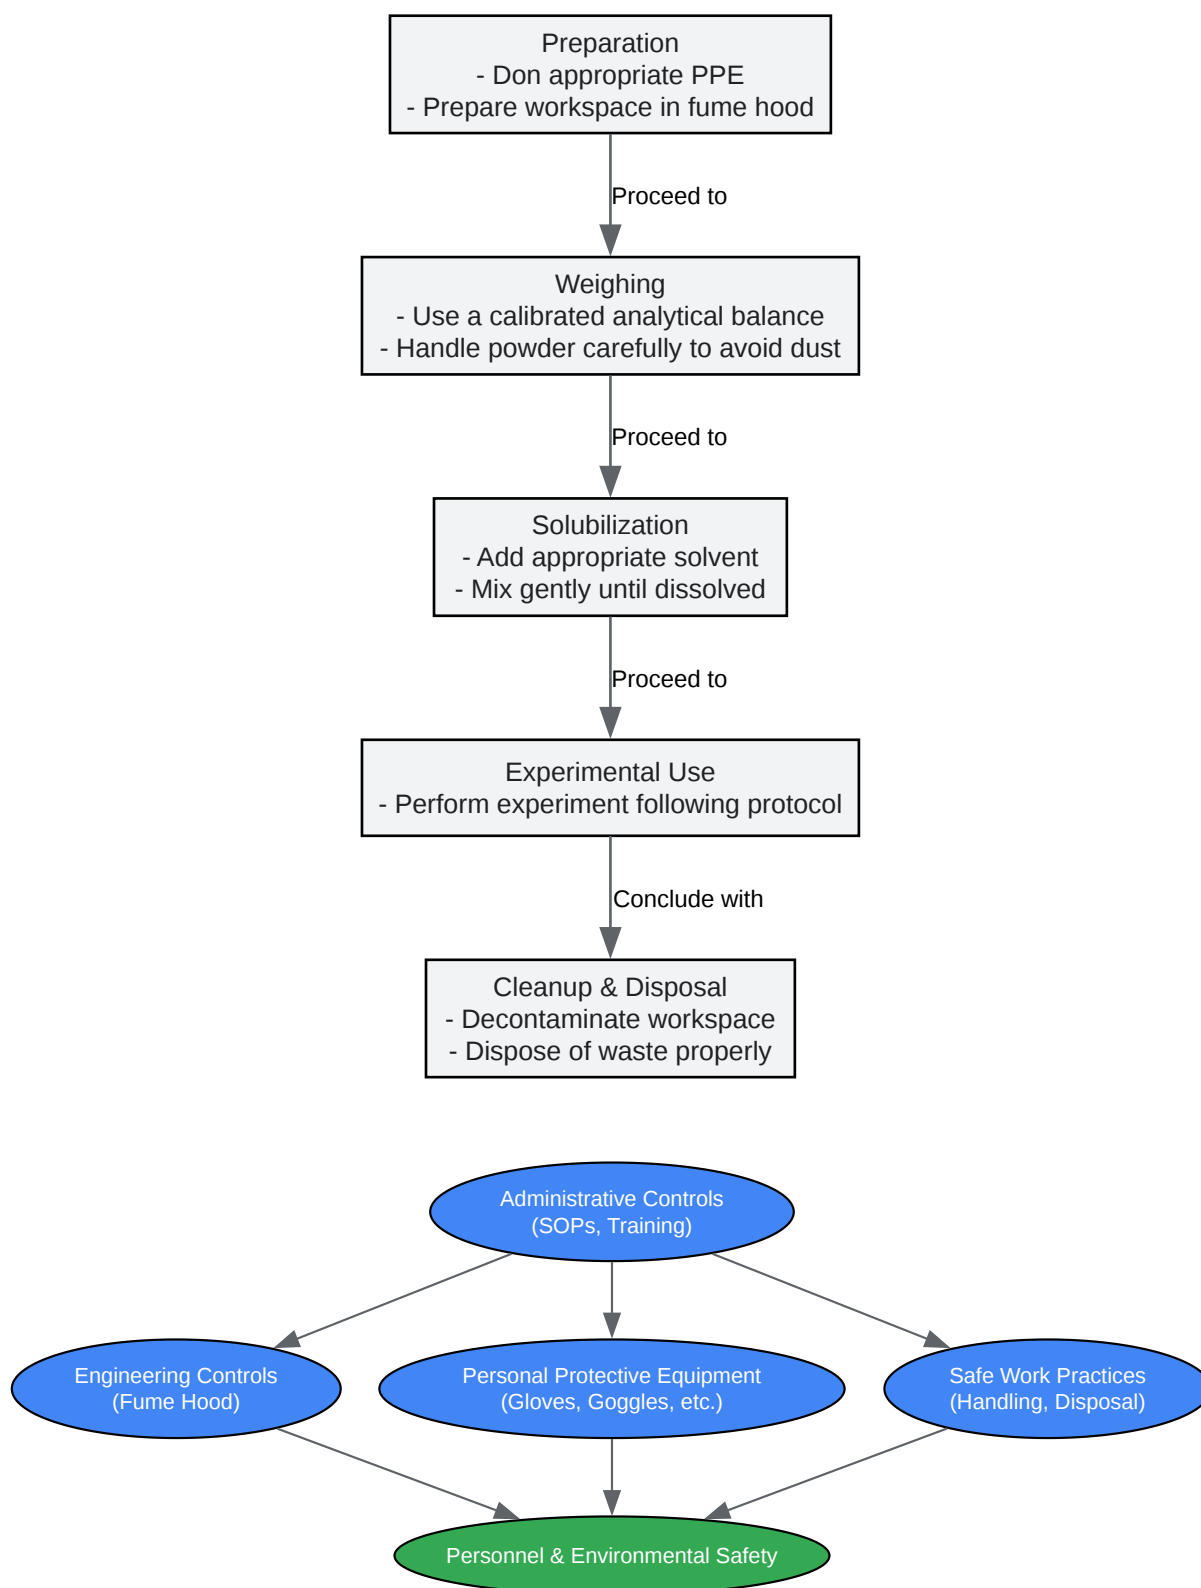 Preparation
- Don appropriate PPE
- Prepare workspace in fume hood
Proceed to
Weighing
- Use a calibrated analytical balance
- Handle powder carefully to avoid dust
Proceed to
Solubilization
- Add appropriate solvent
- Mix gently until dissolved
Proceed to
Experimental Use
- Perform experiment following protocol
Conclude with
Cleanup & Disposal
- Decontaminate workspace
- Dispose of waste properly
Administrative Controls
(SOPs, Training)
Engineering Controls
(Fume Hood)
Personal Protective Equipment
(Gloves, Goggles, etc.)
Safe Work Practices
(Handling, Disposal)
Personnel & Environmental Safety